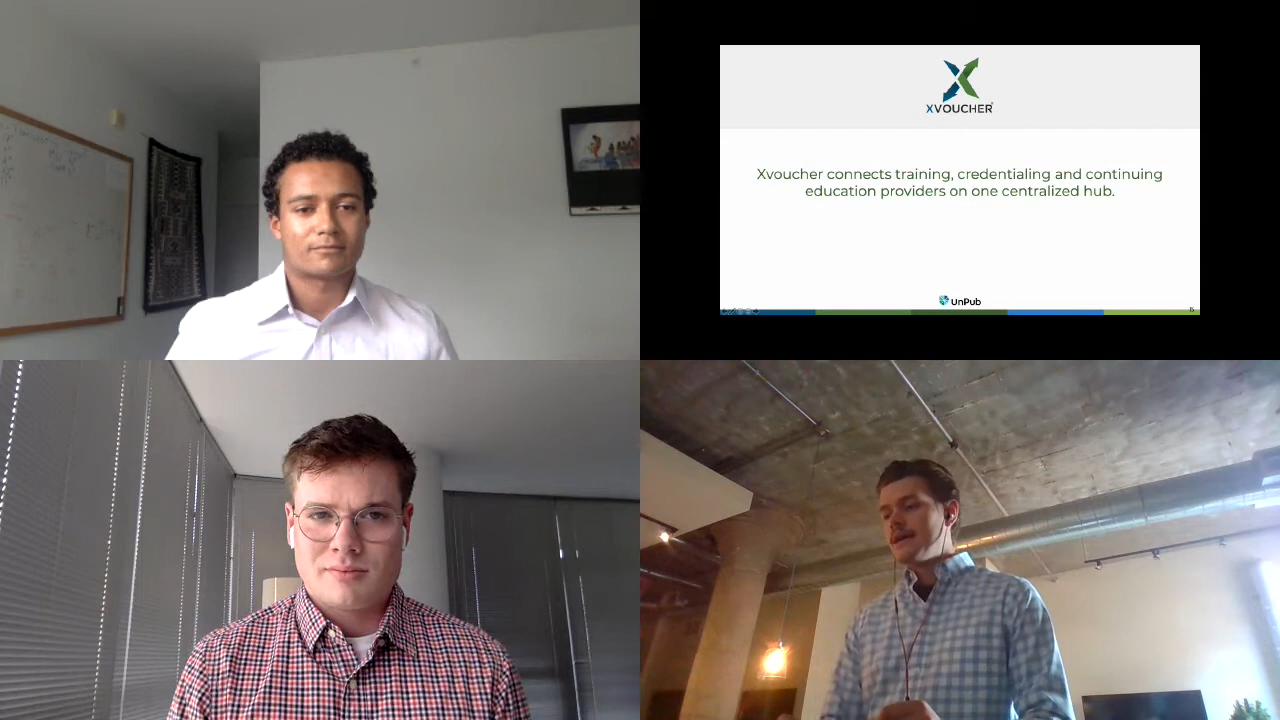 XVOUCHER
Xvoucher connects training, credentialing and continuing
education providers on one centralized hub.
UnPub